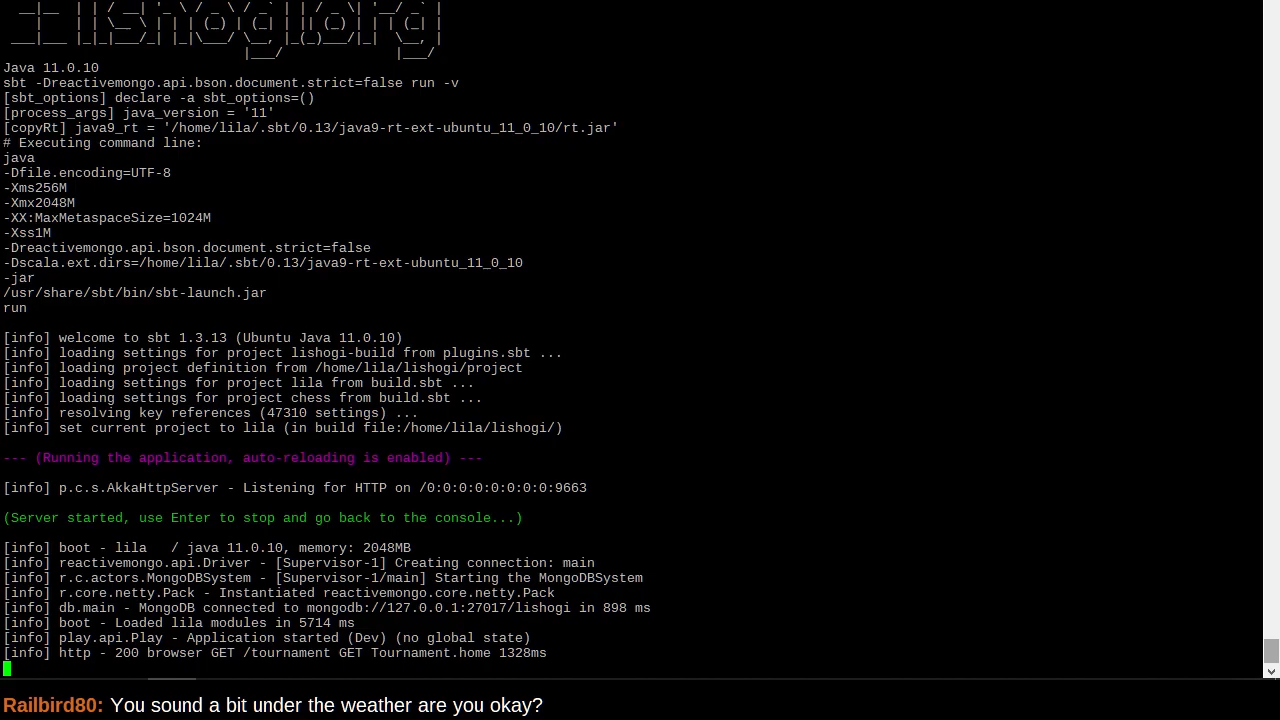 lishogi.org
Java 11.0.10
sbt -Dreactivemongo.api.bson.document.strict=false run -v
[sbt_options] declare -a sbt_options=()
[process_args] java_version = '11'
[copyRt] java9_rt = '/home/lila/.sbt/0.13/java9-rt-ext-ubuntu_11_0_10/rt.jar'
# Executing command line:
java
-Dfile.encoding=UTF-8
-Xms256M
-Xmx2048M
-XX:MaxMetaspaceSize=1024M
-Xss1M
-Dreactivemongo.api.bson.document.strict=false
-Dscala.ext.dirs=/home/lila/.sbt/0.13/java9-rt-ext-ubuntu_11_0_10
-jar
/usr/share/sbt/bin/sbt-launch.jar
run
[info] welcome to sbt 1.3.13 (Ubuntu Java 11.0.10)
[info] loading settings for project lishogi-build from plugins.sbt ...
[info] loading project definition from /home/lila/lishogi/project
[info] loading settings for project lila from build.sbt ...
[info] loading settings for project chess from build.sbt ...
[info] resolving key references (47310 settings) ...
[info] set current project to lila (in build file:/home/lila/lishogi/)
--- (Running the application, auto-reloading is enabled) ---
[info] p.c.s.AkkaHttpServer - Listening for HTTP on /0:0:0:0:0:0:0:0:9663
(Server started, use Enter to stop and go back to the console...)
[info] boot - lila   / java 11.0.10, memory: 2048MB
[info] reactivemongo.api.Driver - [Supervisor-1] Creating connection: main
[info] r.c.actors.MongoDBSystem - [Supervisor-1/main] Starting the MongoDBSystem
[info] r.core.netty.Pack - Instantiated reactivemongo.core.netty.Pack
[info] db.main - MongoDB connected to mongodb://127.0.0.1:27017/lishogi in 898 ms
[info] boot - Loaded lila modules in 5714 ms
[info] play.api.Play - Application started (Dev) (no global state)
[info] http - 200 browser GET /tournament GET Tournament.home 1328ms
Railbird80: You sound a bit under the weather are you okay?